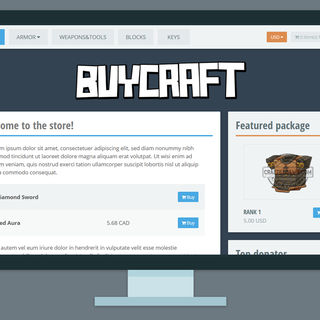 ARMOR
WEAPONS&TOOLS
BLOCKS
KEYS
USD
BUYCRAFT
ome to the store!
m ipsum dolor sit amet, consectetuer adipiscing elit, sed diam nonummy nibh
mod tincidunt ut laoreet dolore magna aliquam erat volutpat. Ut wisi enim ad
m veniam, quis nostrud exerci tation ullamcorper suscipit lobortis nisl ut aliquip
commodo consequat.
iamond Sword
Buy
ed Aura
5.68 CAD
Buy
autem vel eum iriure dolor in hendrerit in vulputate velit esse molestie
Featured package
RANK 1
5.00 USD
Buy
Top donator